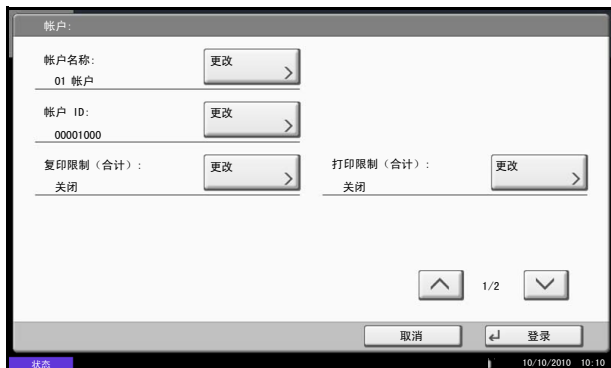 帐户:
帐户名称:
更改
01 帐户
帐户 ID:
更改
00001000
复印限制（合计）:
更改
打印限制（合计）:
更改
关闭
关闭
1/2
取消
登录
状态
10/10/2010 10:10